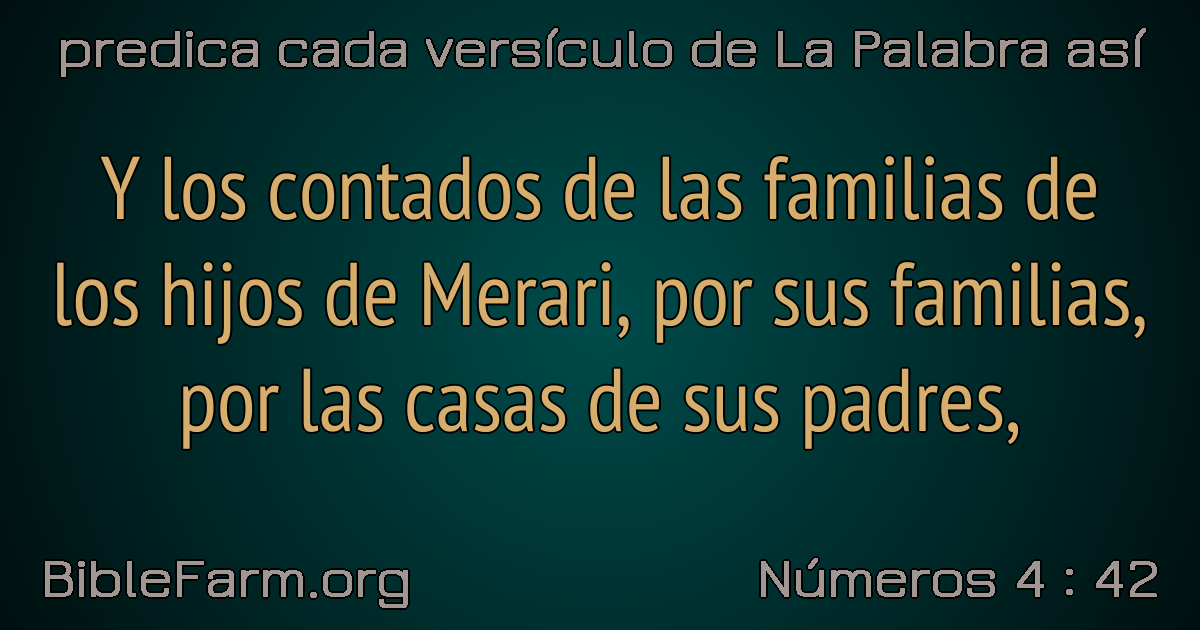 predica cada versículo de La Palabra así
Y los contados de las familias de
los hijos de Merari, por sus familias,
por las casas de sus padres,
BibleFarm.org
Números 4 : 42